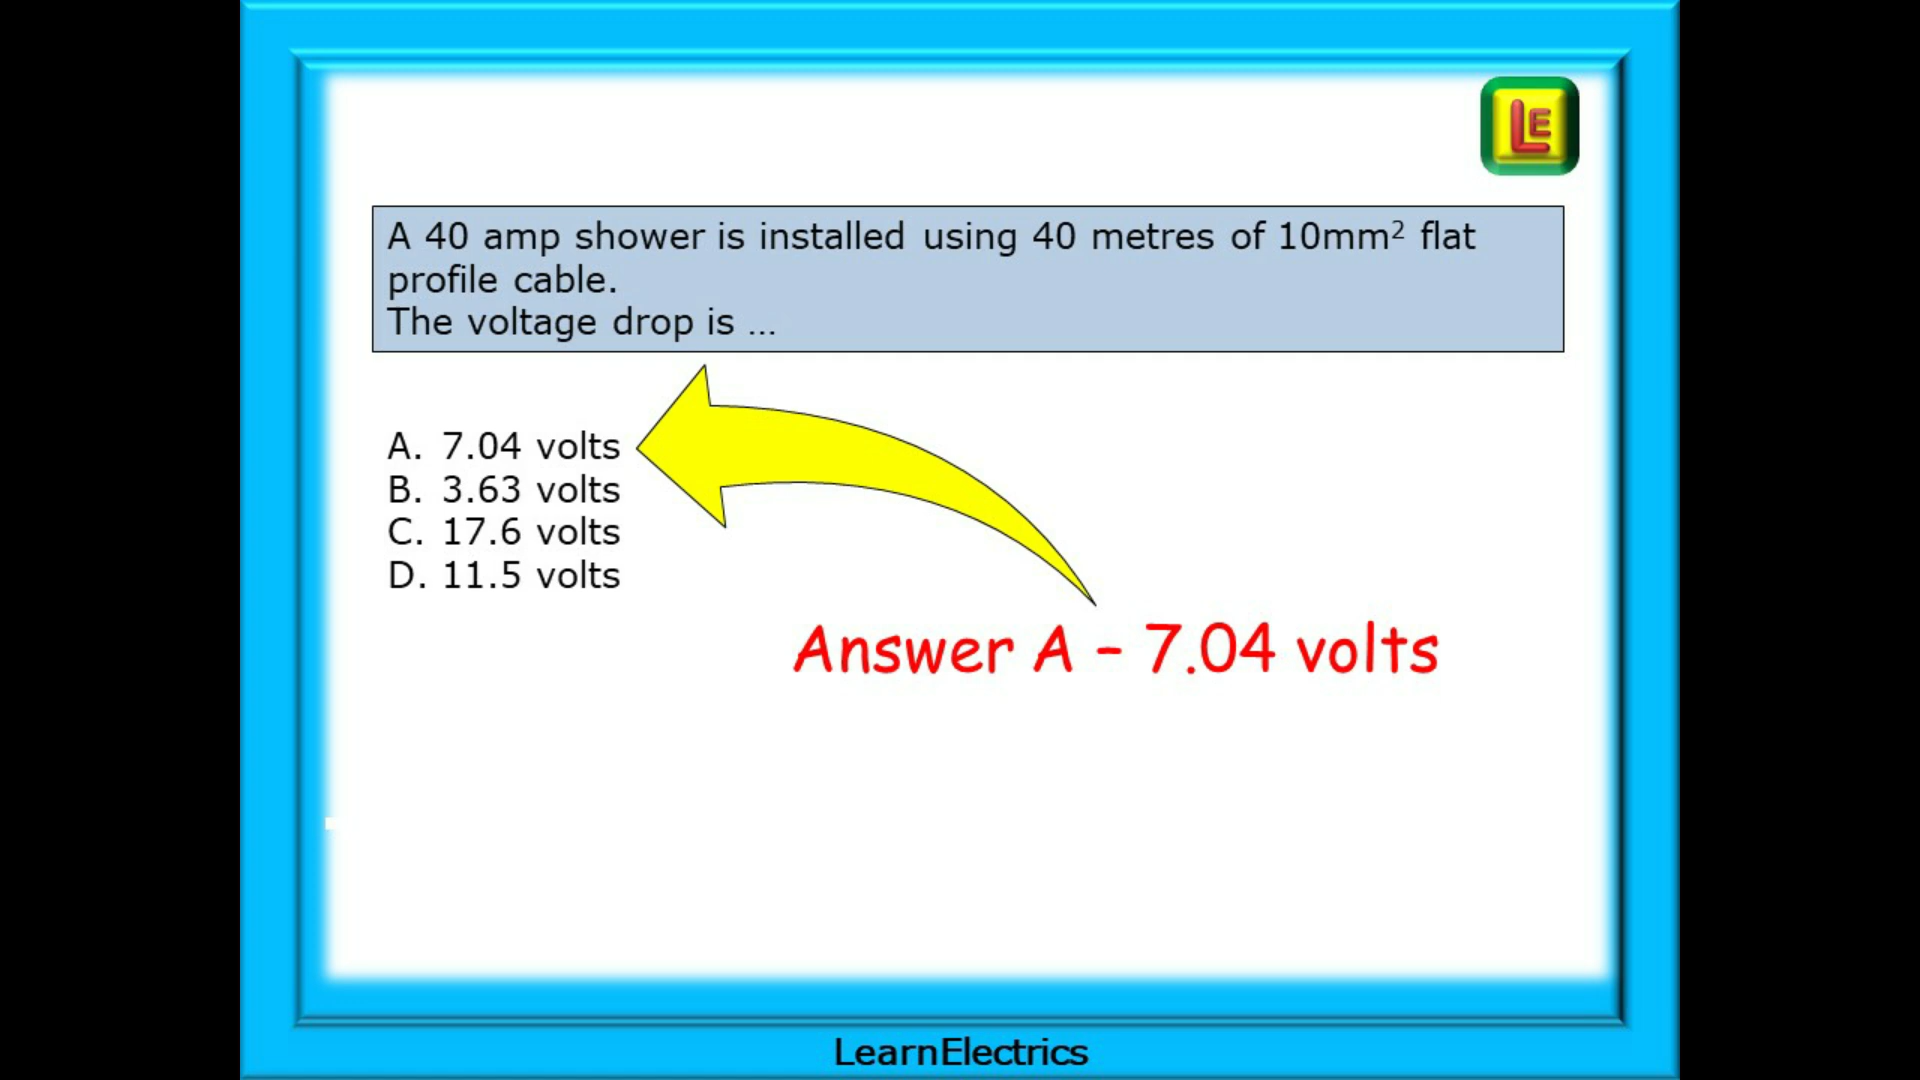 LE
A 40 amp shower is installed using 40 metres of 10mm² flat
profile cable.
The voltage drop is ...
A. 7.04 volts
B. 3.63 volts
C. 17.6 volts
D. 11.5 volts
Answer A – 7.04 volts
LearnElectrics